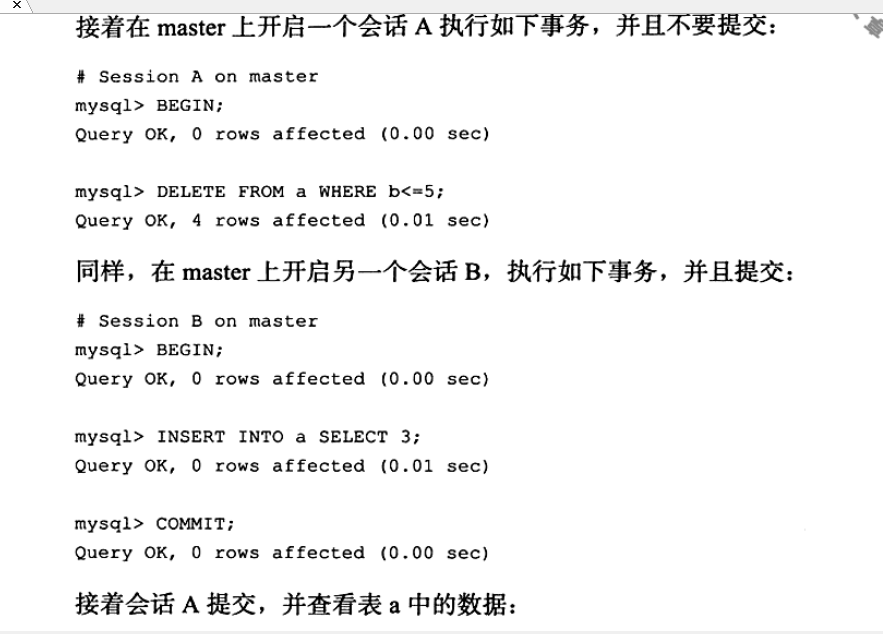 接着在 master 上开启一个会话 A 执行如下事务，并且不要提交：
# Session A on master
mysql> BEGIN;
Query OK, 0 rows affected (0.00 sec)
mysql> DELETE FROM a WHERE b<=5;
Query OK, 4 rows affected (0.01 sec)
同样，在 master 上开启另一个会话 B，执行如下事务，并且提交：
# Session B on master
mysql> BEGIN;
Query OK, 0 rows affected (0.00 sec)
mysql> INSERT INTO a SELECT 3;
Query OK, 0 rows affected (0.01 sec)
mysql> COMMIT;
Query OK, 0 rows affected (0.00 sec)
接着会话 A 提交，并查看表 a 中的数据：